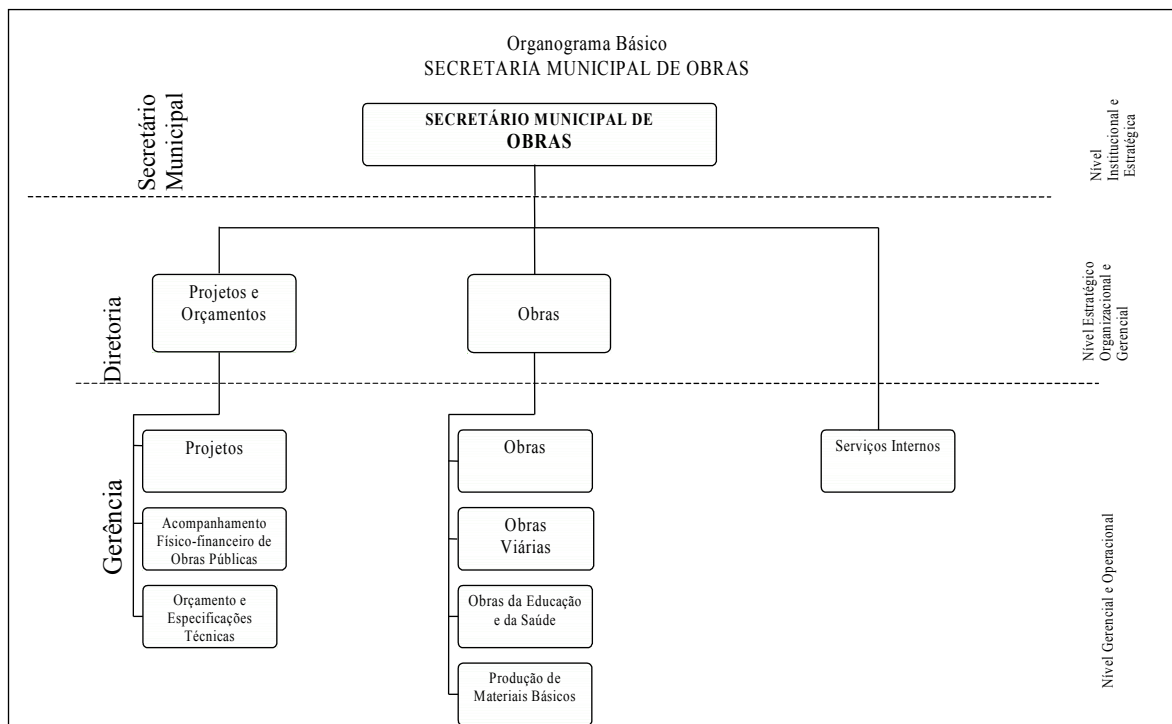 Organograma Básico
SECRETARIA MUNICIPAL DE OBRAS
Secretário
Municipal
SECRETÁRIO MUNICIPAL DE
OBRAS
Nível
Institucional e
Estratégica
Diretoria
Projetos e
Orçamentos
Obras
Nível Estratégico
Organizacional e
Gerencial
Gerência
Projetos
Acompanhamento
Físico-financeiro de
Obras Públicas
Orçamento e
Especificações
Técnicas
Obras
Obras
Viárias
Obras da Educação
e da Saúde
Produção de
Materiais Básicos
Serviços Internos
Nível Gerencial e Operacional